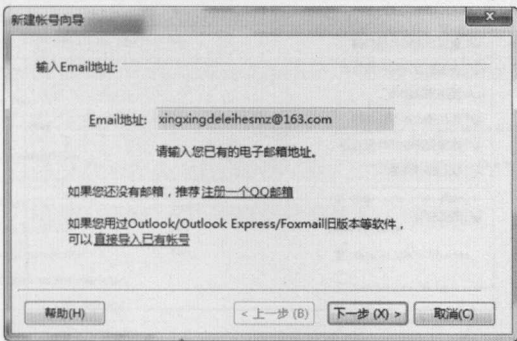 新建帐号向导
输入Email地址:
Email地址: xingxingdeleihesmz@163.com
请输入您已有的电子邮箱地址。
如果您还没有邮箱，推荐注册一个QQ邮箱
如果您用过Outlook/Outlook Express/Foxmail旧版本等软件，
可以直接导入已有帐号
帮助(H) < 上一步 (B) 下一步 (X) > 取消(C)